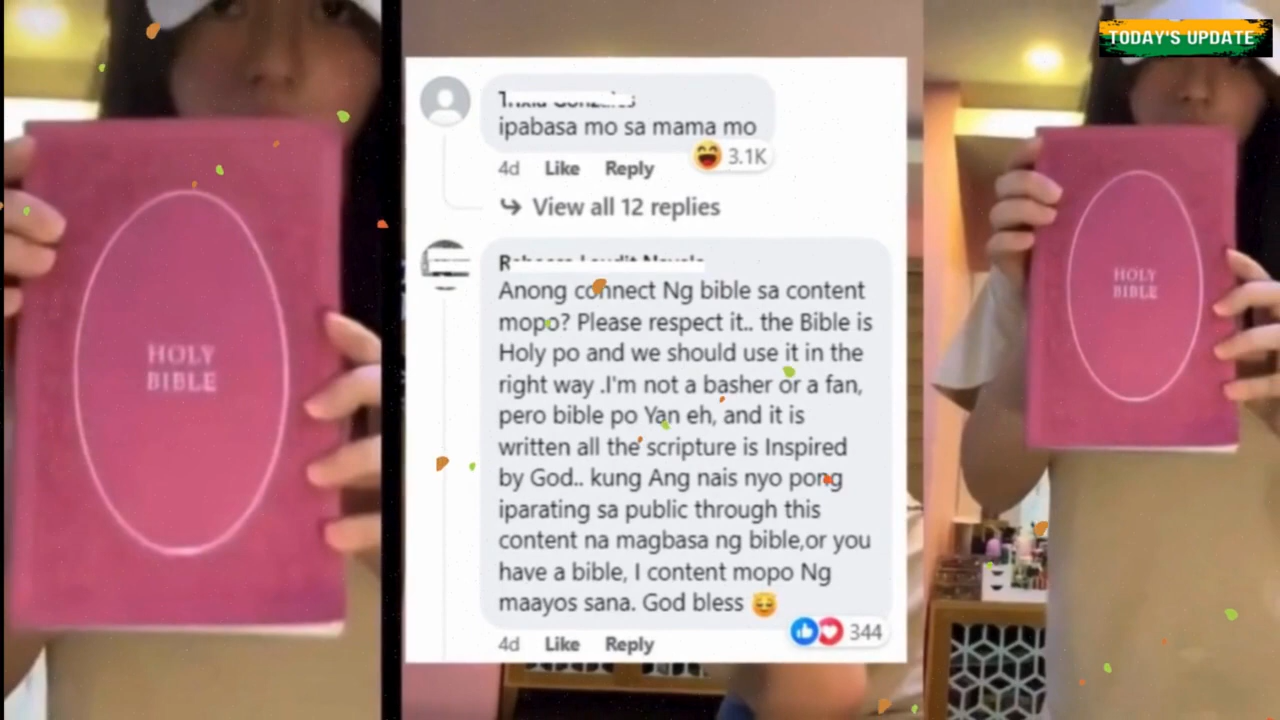 TODAY'S UPDATE
HOLY
BIBLE
ipabasa mo sa mama mo
3.1K
4d Like Reply
View all 12 replies
Anong connect Ng bible sa content
mopo? Please respect it.. the Bible is
Holy po and we should use it in the
right way .I'm not a basher or a fan,
pero bible po Yan eh, and it is
written all the scripture is Inspired
by God.. kung Ang nais nyo pong
iparating sa public through this
content na magbasa ng bible,or you
have a bible, I content mopo Ng
maayos sana. God bless
344
4d Like Reply
HOLY
BIBLE